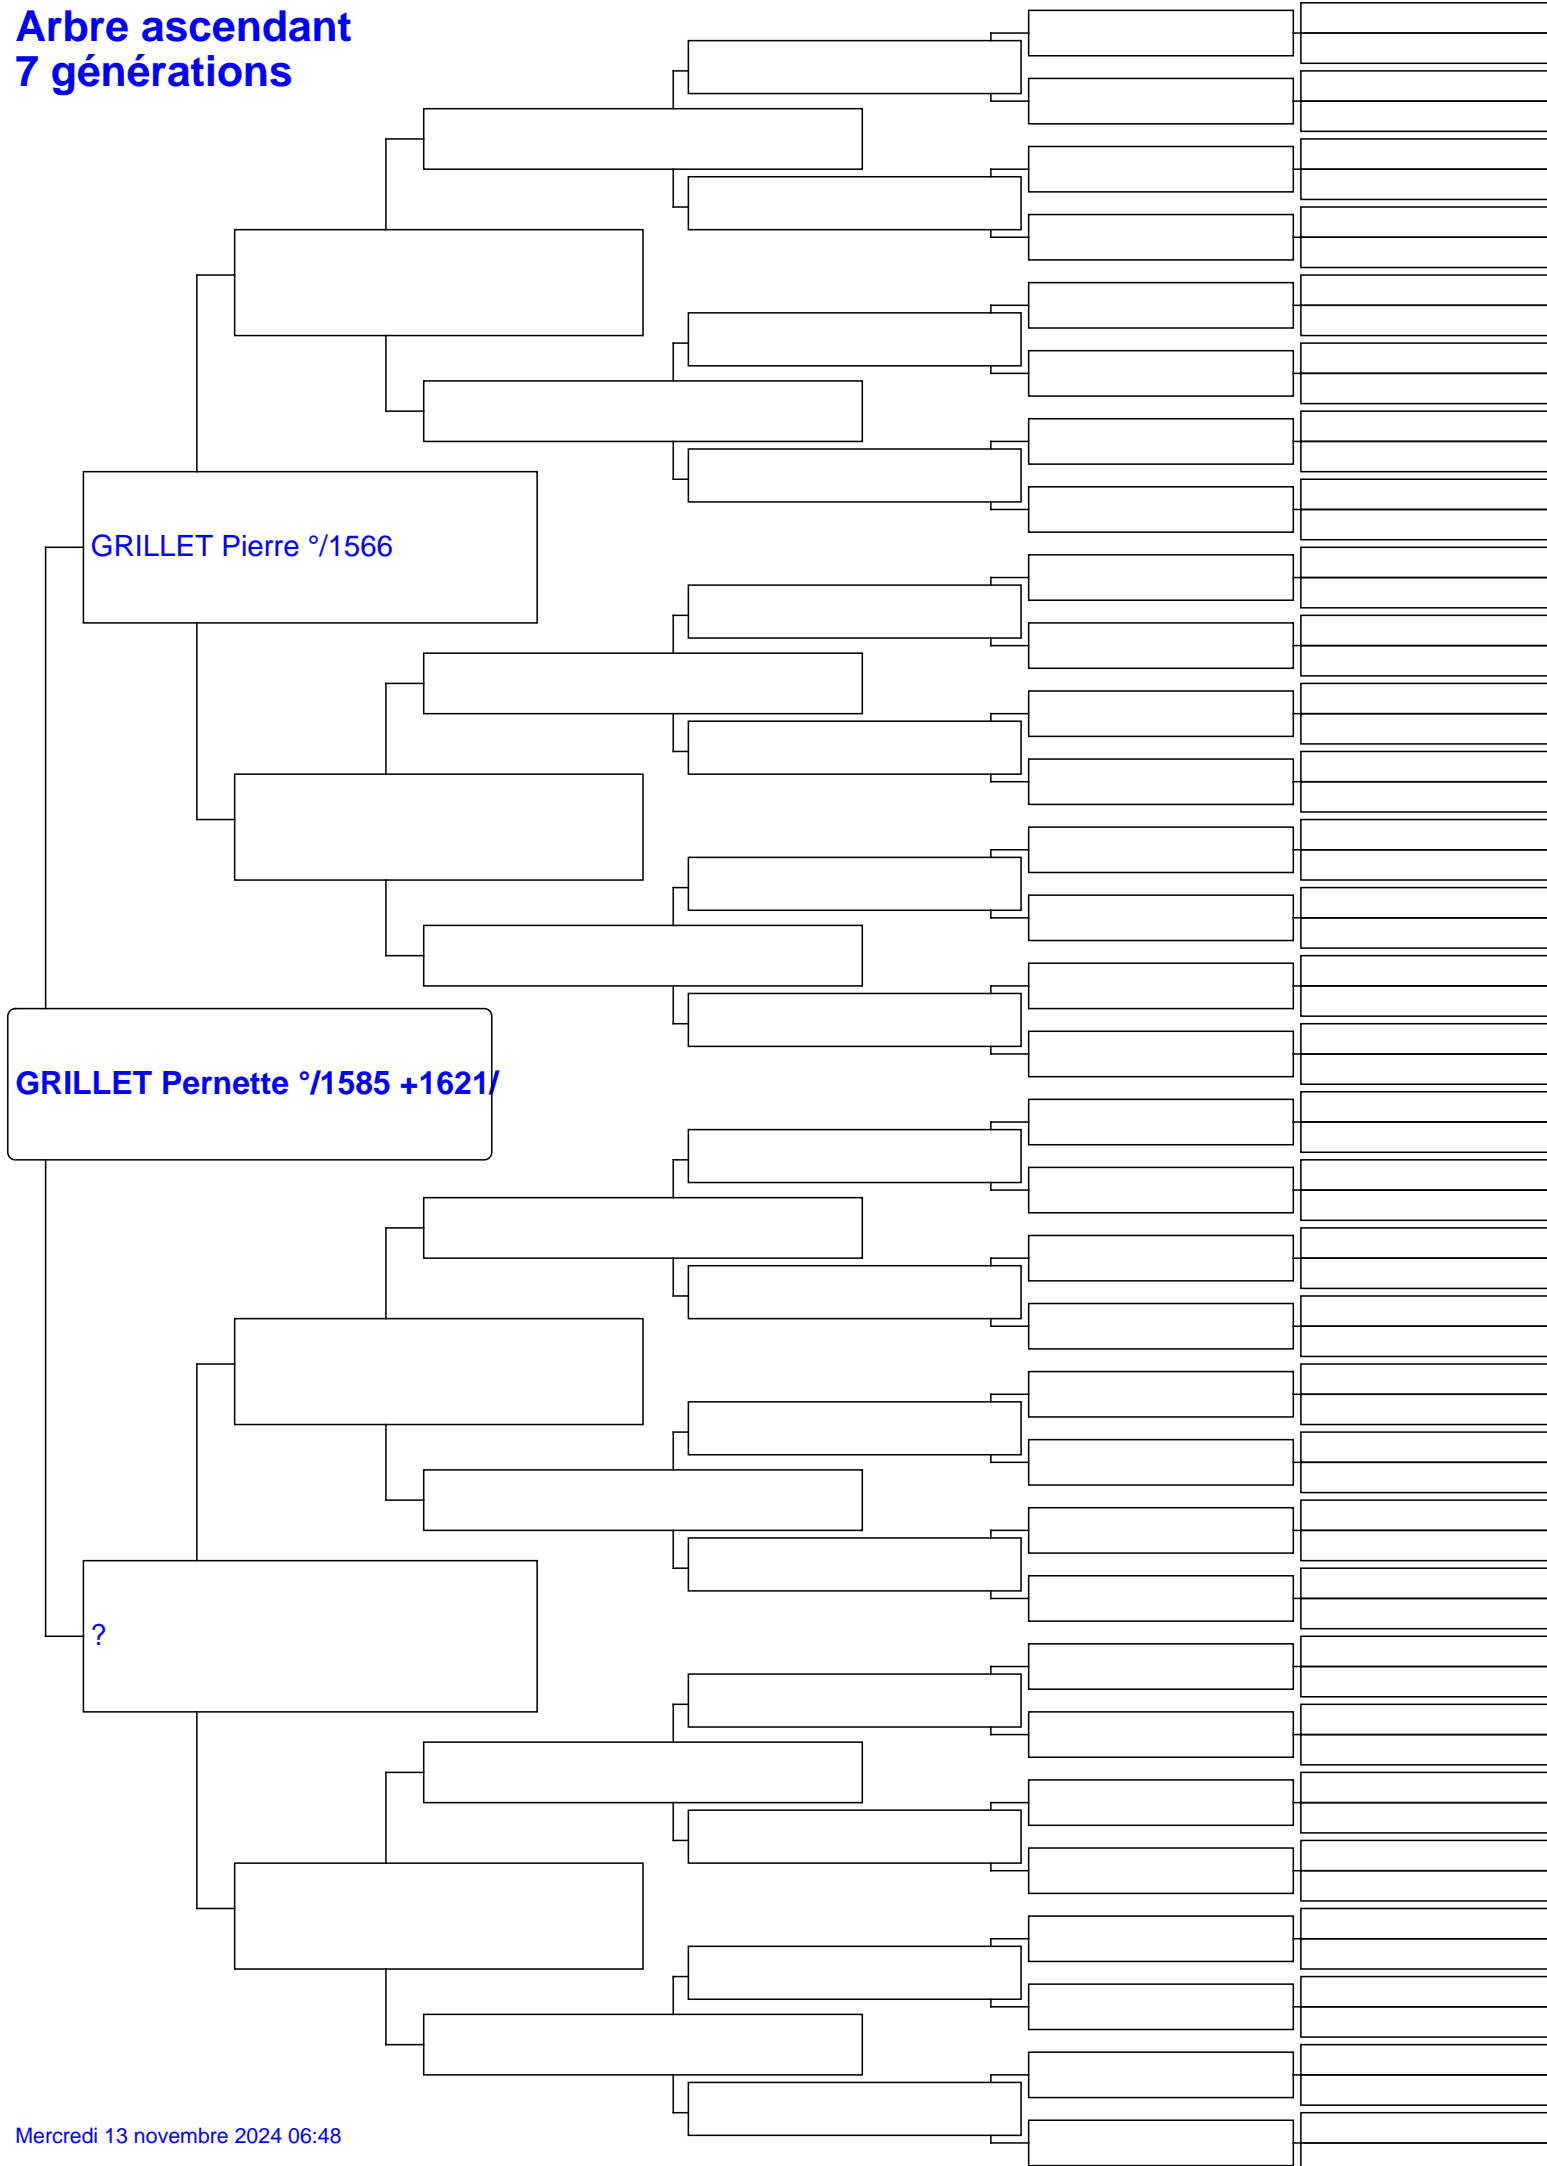 Arbre ascendant
7 générations
GRILLET Pierre °/1566
GRILLET Pernette °/1585 +1621/
?
Mercredi 13 novembre 2024 06:48